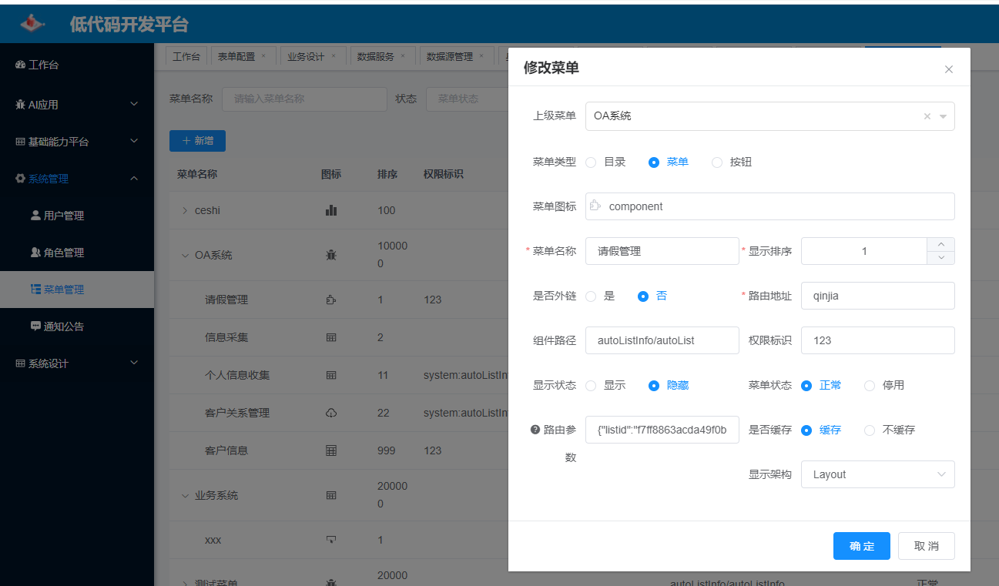 低代码开发平台
工作台
AI应用
基础能力平台
系统管理
用户管理
角色管理
菜单管理
通知公告
系统设计
工作台 表单配置 × 业务设计 × 数据服务 × 数据源管理 ×
菜单名称 请输入菜单名称 状态 菜单状态
+ 新增
菜单名称 图标 排序 权限标识
ceshi 100
OA系统 10000
0
请假管理 1 123
信息采集 2
个人信息收集 11 system:autoListInf
客户关系管理 22 system:autoListInf
客户信息 999 123
业务系统 20000
0
xxx 1
测试菜单 20000
autoListInfo/autoListInfo 正常
修改菜单
上级菜单 OA系统
菜单类型 目录 菜单 按钮
菜单图标 component
* 菜单名称 请假管理 * 显示排序 1
是否外链 是 否 * 路由地址 qinjia
组件路径 autoListInfo/autoList 权限标识 123
显示状态 显示 隐藏 菜单状态 正常 停用
路由参数 {"listid":"f7ff8863acda49f0b 是否缓存 缓存 不缓存
显示架构 Layout
确 定 取 消